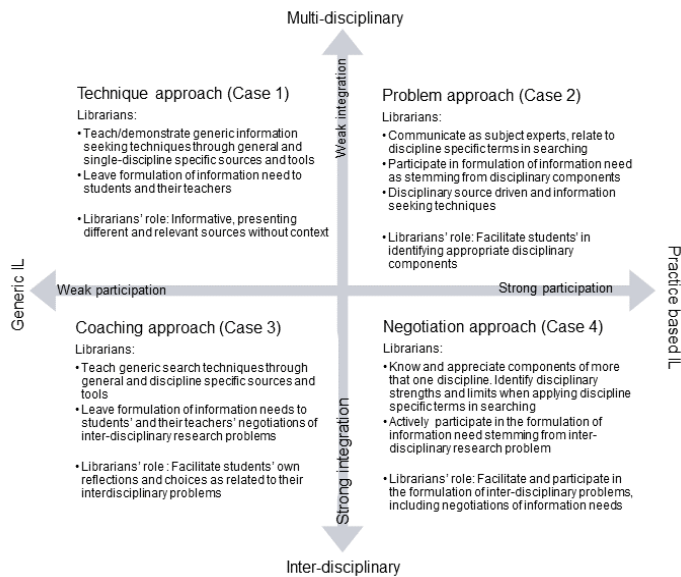 Multi-disciplinary
Technique approach (Case 1)
Librarians:
• Teach/demonstrate generic information
seeking techniques through general and
single-discipline specific sources and tools
• Leave formulation of information need to
students and their teachers
• Librarians' role: Informative, presenting
different and relevant sources without context
Weak integration
Problem approach (Case 2)
Librarians:
• Communicate as subject experts, relate to
discipline specific terms in searching
• Participate in formulation of information need
as stemming from disciplinary components
• Disciplinary source driven and information
seeking techniques
• Librarians' role: Facilitate students' in
identifying appropriate disciplinary
components
Generic IL
Weak participation
Strong participation
Practice based IL
Coaching approach (Case 3)
Librarians:
• Teach generic search techniques through
general and discipline specific sources and
tools
• Leave formulation of information needs to
students' and their teachers' negotiations of
inter-disciplinary research problems
• Librarians' role : Facilitate students' own
reflections and choices as related to their
interdisciplinary problems
Strong integration
Negotiation approach (Case 4)
Librarians:
• Know and appreciate components of more
that one discipline. Identify disciplinary
strengths and limits when applying discipline
specific terms in searching
• Actively participate in the formulation of
information need stemming from inter-
disciplinary research problem
• Librarians' role: Facilitate and participate in
the formulation of inter-disciplinary problems,
including negotiations of information needs
Inter-disciplinary